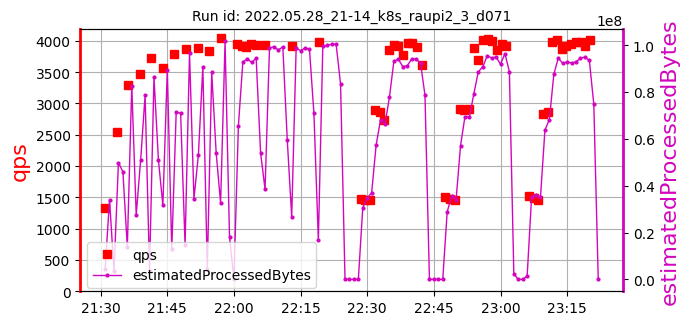 Run id: 2022.05.28_21-14_k8s_raupi2_3_d071
1e8
4000
3500
3000
2500
2000
1500
1000
500
0
qps
1.0
0.8
0.6
0.4
0.2
0.0
estimatedProcessedBytes
qps
estimatedProcessedBytes
21:30 21:45 22:00 22:15 22:30 22:45 23:00 23:15